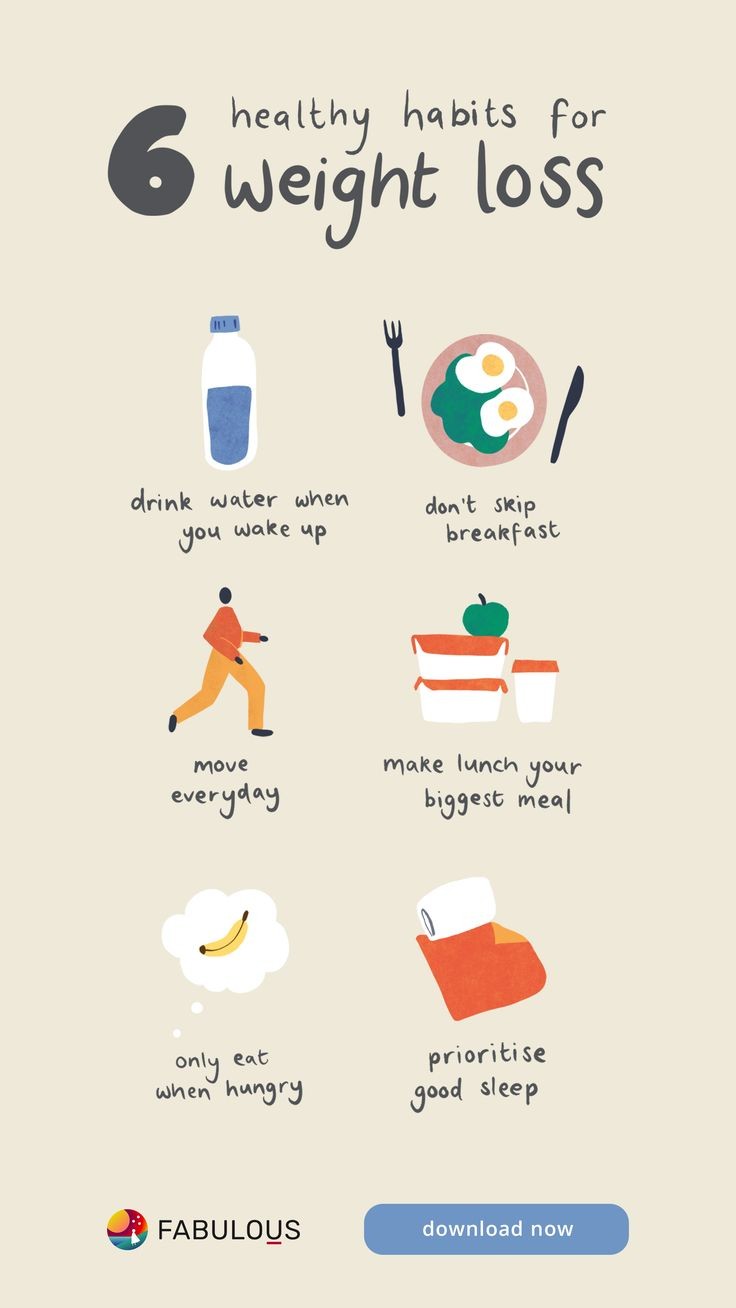 6 healthy habits for
weight loss
drink water when
you wake up
don't skip
breakfast
move
everyday
make lunch your
biggest meal
only eat
when hungry
prioritise
good sleep
FABULOUS
download now